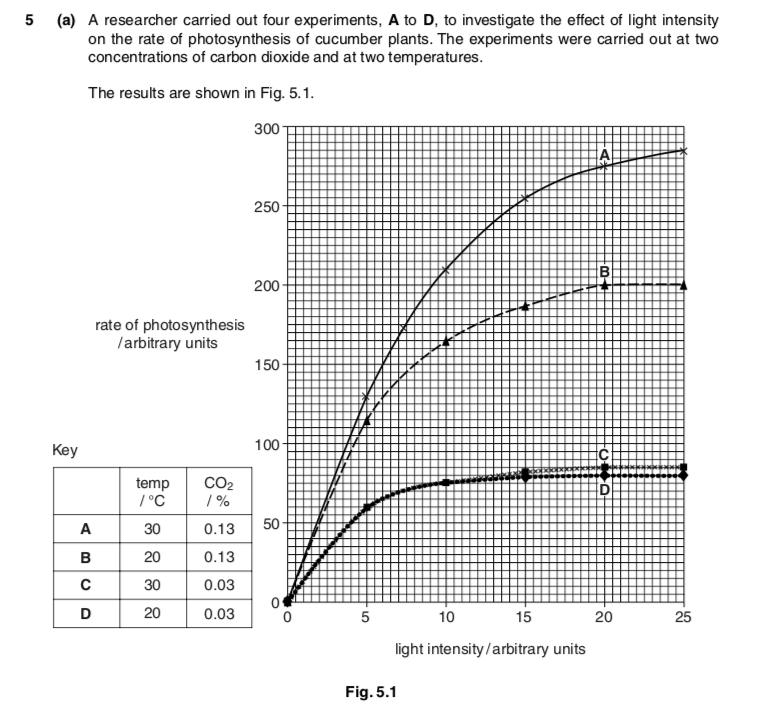 5 (a) A researcher carried out four experiments, A to D, to investigate the effect of light intensity
on the rate of photosynthesis of cucumber plants. The experiments were carried out at two
concentrations of carbon dioxide and at two temperatures.
The results are shown in Fig. 5.1.
300
250
200
150
100
50
0
A
B
C
D
rate of photosynthesis
/ arbitrary units
Key
temp / °C CO₂ / %
A 30 0.13
B 20 0.13
C 30 0.03
D 20 0.03
0 5 10 15 20 25
light intensity / arbitrary units
Fig. 5.1